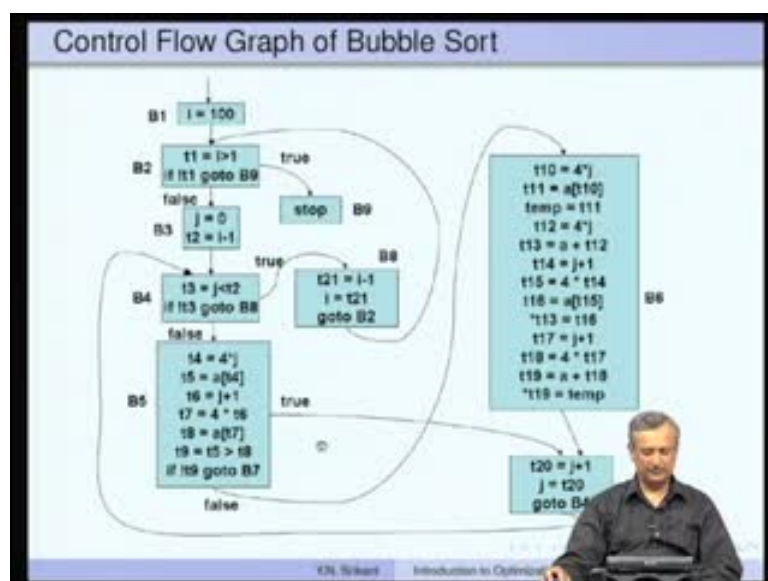 Control Flow Graph of Bubble Sort
B1
i = 100
B2
t1 = i>1
if !t1 goto B9
true
false
stop
B9
B3
j = 0
t2 = i-1
true
B8
t21 = i-1
i = t21
goto B2
B4
t3 = j<t2
if !t3 goto B8
false
B5
t4 = 4*j
t5 = a[t4]
t6 = j+1
t7 = 4 * t6
t8 = a[t7]
t9 = t5 > t8
if !t9 goto B7
true
false
t10 = 4*j
t11 = a[t10]
temp = t11
t12 = 4*j
t13 = a + t12
t14 = j+1
t15 = 4 * t14
t16 = a[t15]
*t13 = t16
t17 = j+1
t18 = 4 * t17
t19 = a + t18
*t19 = temp
B6
t20 = j+1
j = t20
goto
Y.N. Srikant
Introduction to